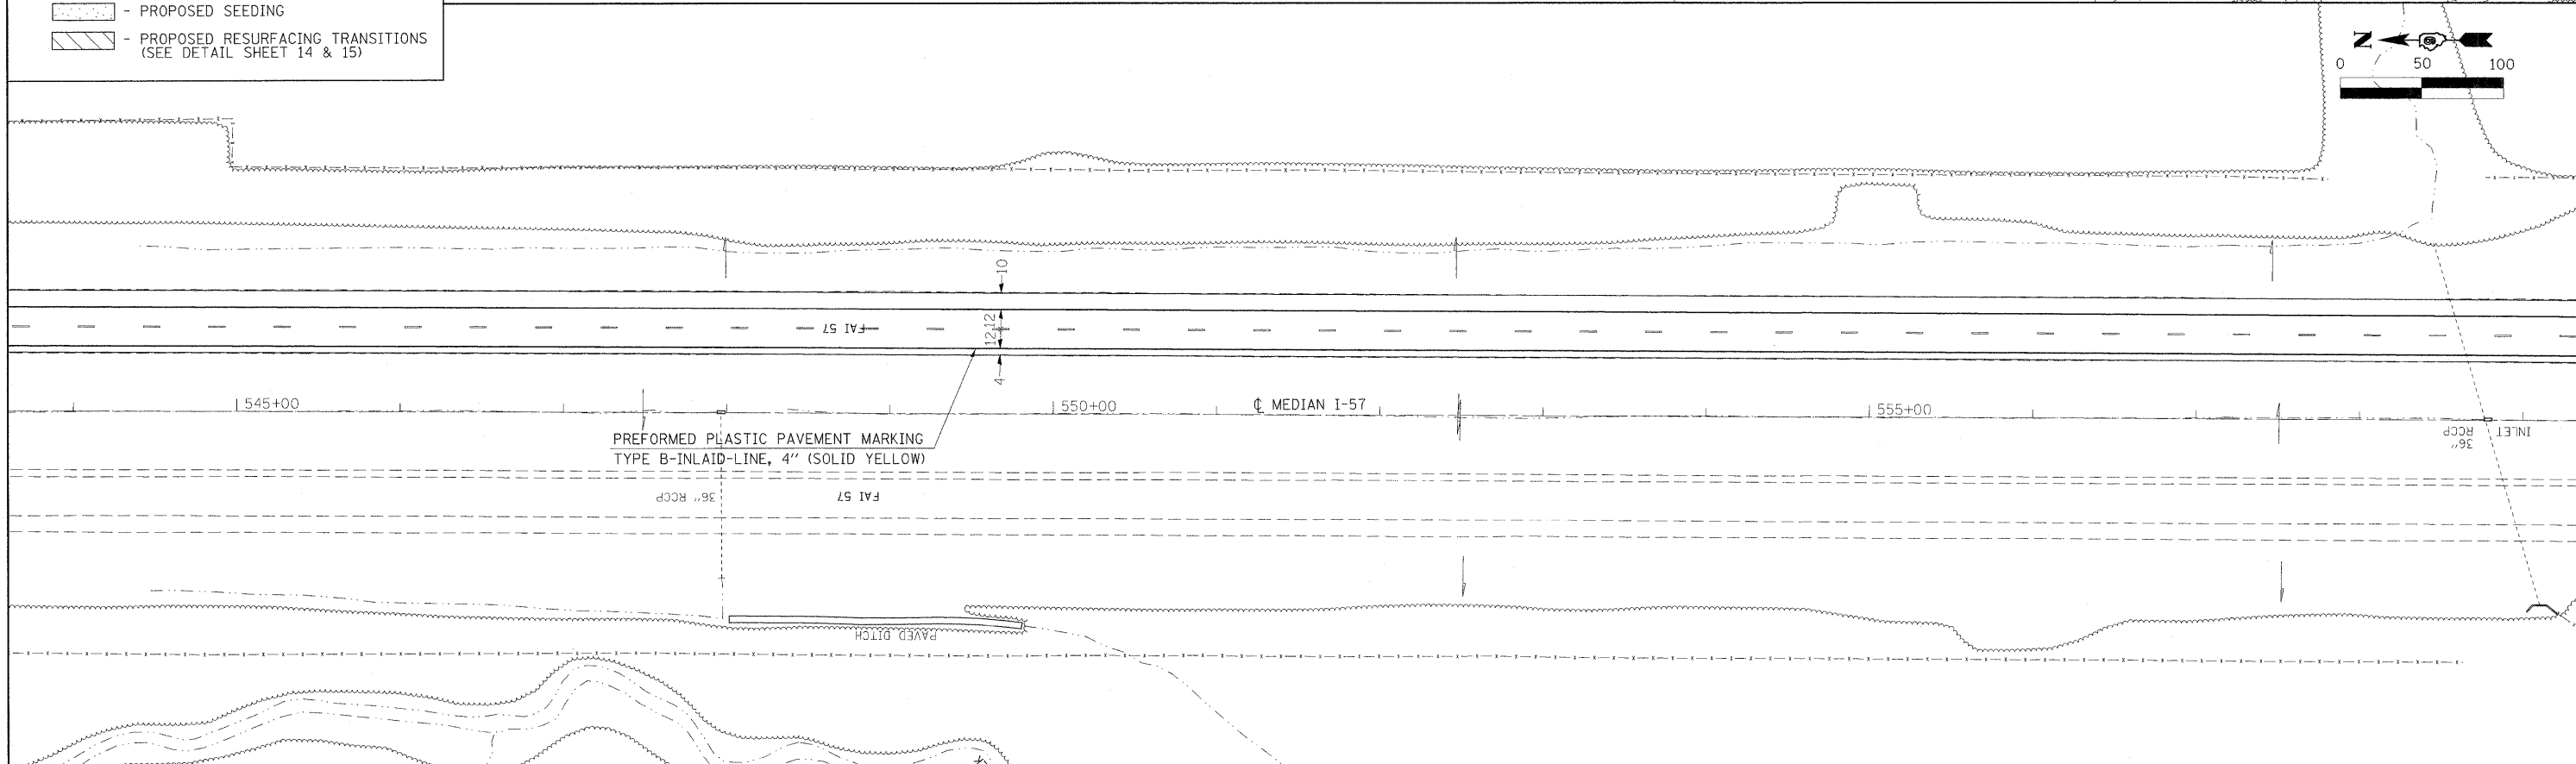 - PROPOSED SEEDING
- PROPOSED RESURFACING TRANSITIONS
(SEE DETAIL SHEET 14 & 15)
N
0 50 100
10
FAI 57
12 12
4
545+00
550+00
℄ MEDIAN I-57
555+00
PREFORMED PLASTIC PAVEMENT MARKING
TYPE B-INLAID-LINE, 4" (SOLID YELLOW)
INLET
36"
RCCP
36" RCCP
FAI 57
PAVED DITCH